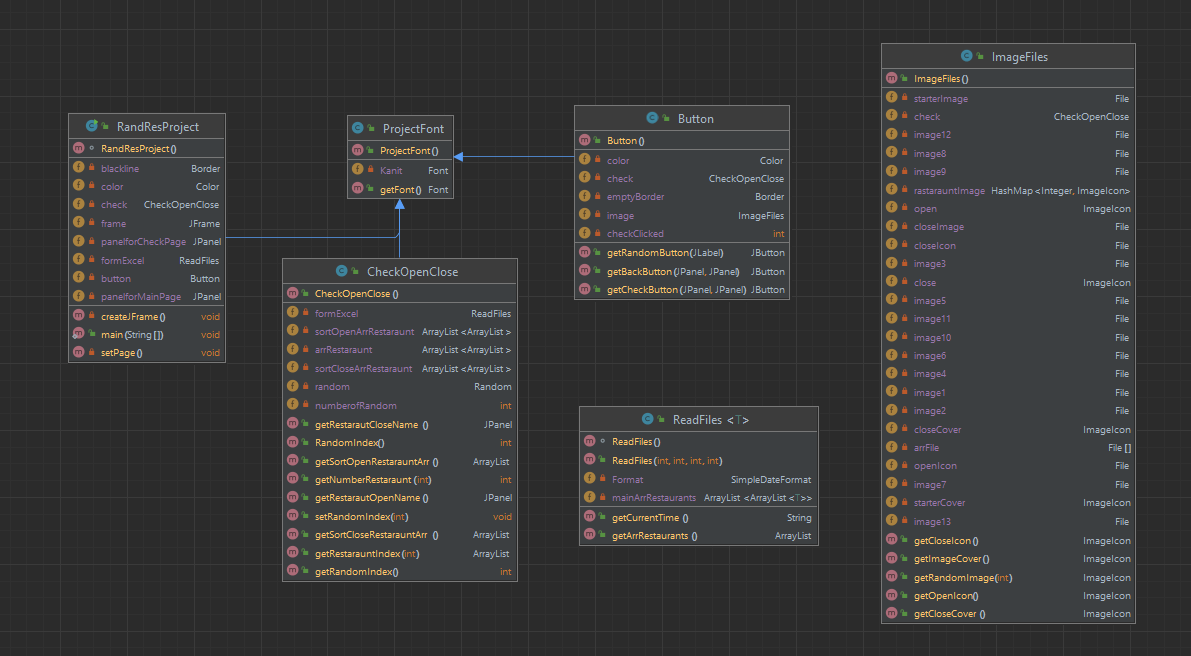 RandResProject
RandResProject()
blackline Border
color Color
check CheckOpenClose
frame JFrame
panelforCheckPage JPanel
formExcel ReadFiles
button Button
panelforMainPage JPanel
createJFrame() void
main(String[]) void
setPage() void
ProjectFont
ProjectFont()
Kanit Font
getFont() Font
CheckOpenClose
CheckOpenClose()
formExcel ReadFiles
sortOpenArrRestaraunt ArrayList<ArrayList>
arrRestaraunt ArrayList<ArrayList>
sortCloseArrRestaraunt ArrayList<ArrayList>
random Random
numberofRandom int
getRestarautCloseName() JPanel
RandomIndex() int
getSortOpenRestarauntArr() ArrayList
getNumberRestaraunt(int) int
getRestarautOpenName() JPanel
setRandomIndex(int) void
getSortCloseRestarauntArr() ArrayList
getRestarauntIndex(int) ArrayList
getRandomIndex() int
Button
Button()
color Color
check CheckOpenClose
emptyBorder Border
image ImageFiles
checkClicked int
getRandomButton(JLabel) JButton
getBackButton(JPanel, JPanel) JButton
getCheckButton(JPanel, JPanel) JButton
ReadFiles<T>
ReadFiles()
ReadFiles(int, int, int, int)
Format SimpleDateFormat
mainArrRestaurants ArrayList<ArrayList<T>>
getCurrentTime() String
getArrRestaurants() ArrayList
ImageFiles
ImageFiles()
starterImage File
check CheckOpenClose
image12 File
image8 File
image9 File
restarauntImage HashMap<Integer, ImageIcon>
open ImageIcon
closeImage File
closeIcon File
image3 File
close ImageIcon
image5 File
image11 File
image10 File
image6 File
image4 File
image1 File
image2 File
closeCover ImageIcon
arrFile File[]
openIcon File
image7 File
starterCover ImageIcon
image13 File
getCloseIcon() ImageIcon
getImageCover() ImageIcon
getRandomImage(int) ImageIcon
getOpenIcon() ImageIcon
getCloseCover() ImageIcon